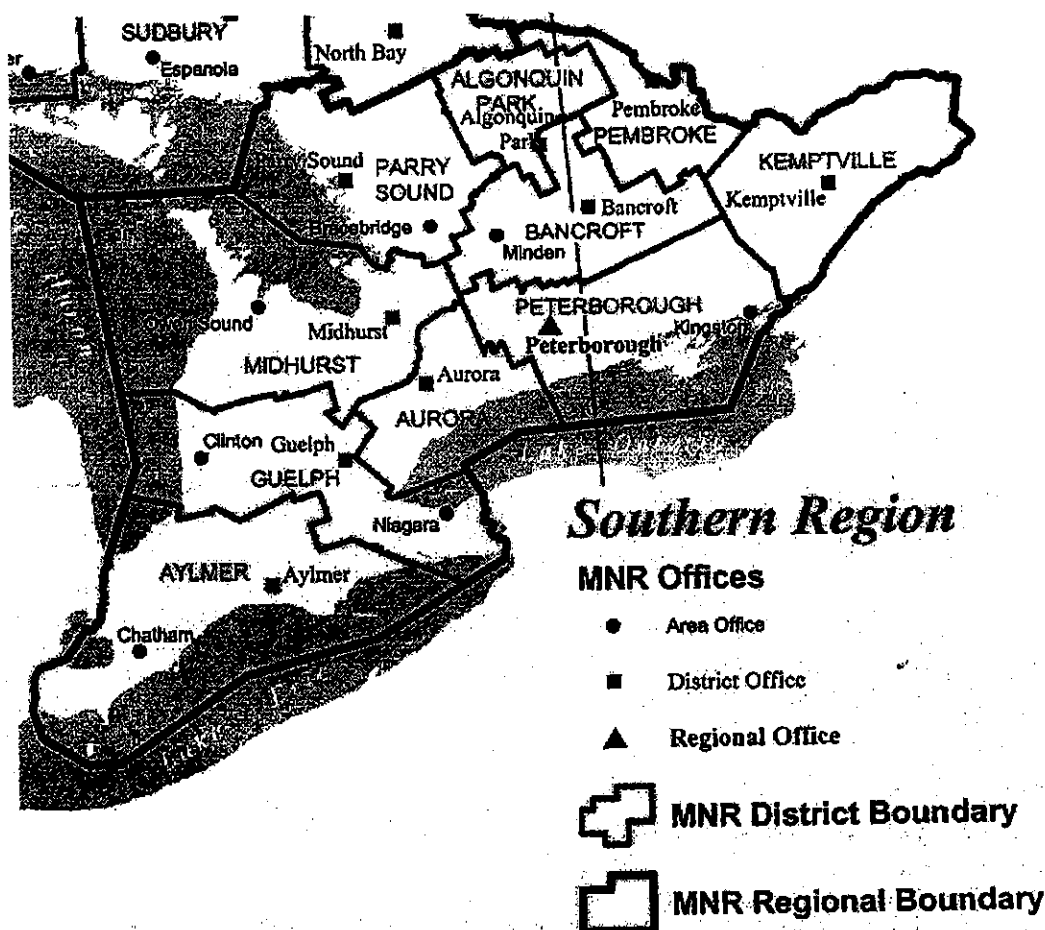 SUDBURY
Espanola
North Bay
ALGONQUIN
PARK
Algonquin
Park
Pembroke
PEMBROKE
KEMPTVILLE
Kemptville
Parry Sound
PARRY
SOUND
Bracebridge
Bancroft
BANCROFT
Minden
Owen Sound
Midhurst
MIDHURST
PETERBOROUGH
Peterborough
Kingston
Aurora
AURORA
Clinton
Guelph
GUELPH
Niagara
AYLMER
Aylmer
Chatham
Southern Region
MNR Offices
Area Office
District Office
Regional Office
MNR District Boundary
MNR Regional Boundary